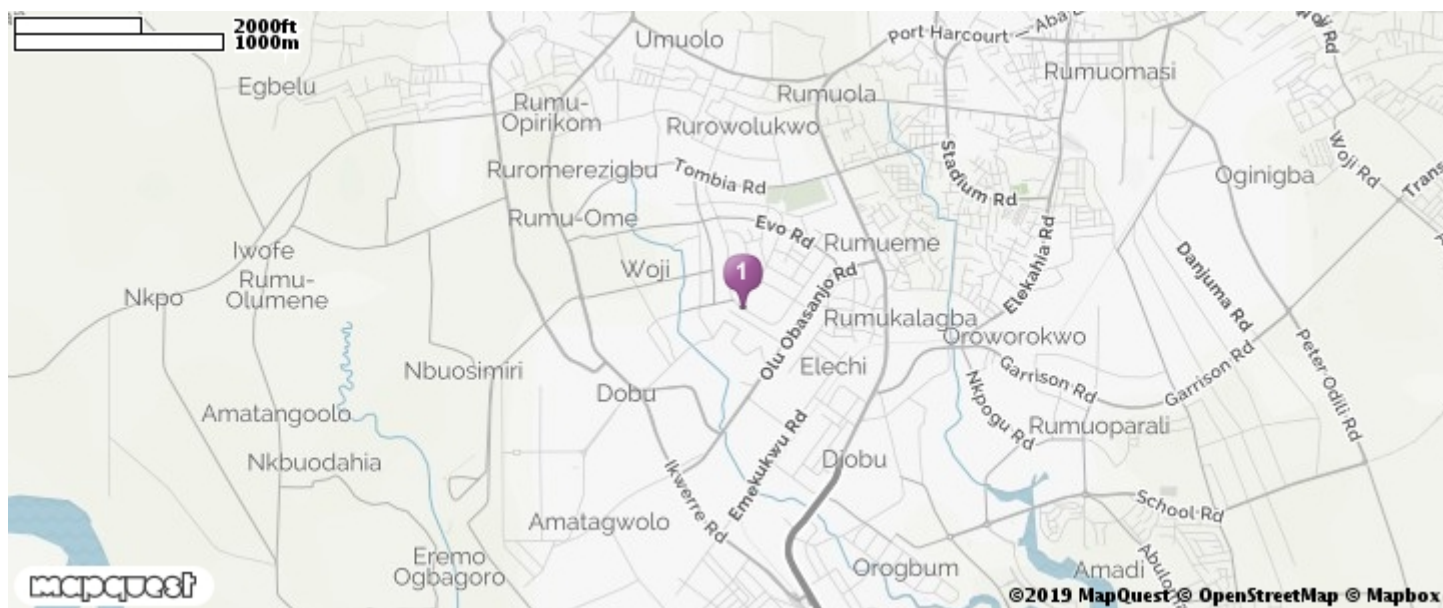 2000ft
1000m
Umuolo
Port Harcourt — Aba
Egbelu
Rumuomasi
Rumuola
Rumu-
Opirikom
Rurowolukwo
Woji Rd
Stadium Rd
Ruromerezigbu
Tombia Rd
Oginigba
Trans
Rumu-Ome
Evo Rd
Rumueme
Iwofe
Woji
1
Elekahia Rd
Danjuma Rd
Rumu-
Olumene
Nkpo
Olu Obasanjo Rd
Rumukalagba
Oroworokwo
Nbuosimiri
Elechi
Garrison Rd
Garrison Rd
Peter Odili Rd
Dobu
Nkpogu Rd
Amatangoolo
Emekukwu Rd
Rumuoparali
Nkbuodahia
Djobu
Ikwerre Rd
School Rd
Amatagwolo
Eremo
Ogbagoro
Orogbum
Amadi
mapquest
©2019 MapQuest © OpenStreetMap © Mapbox